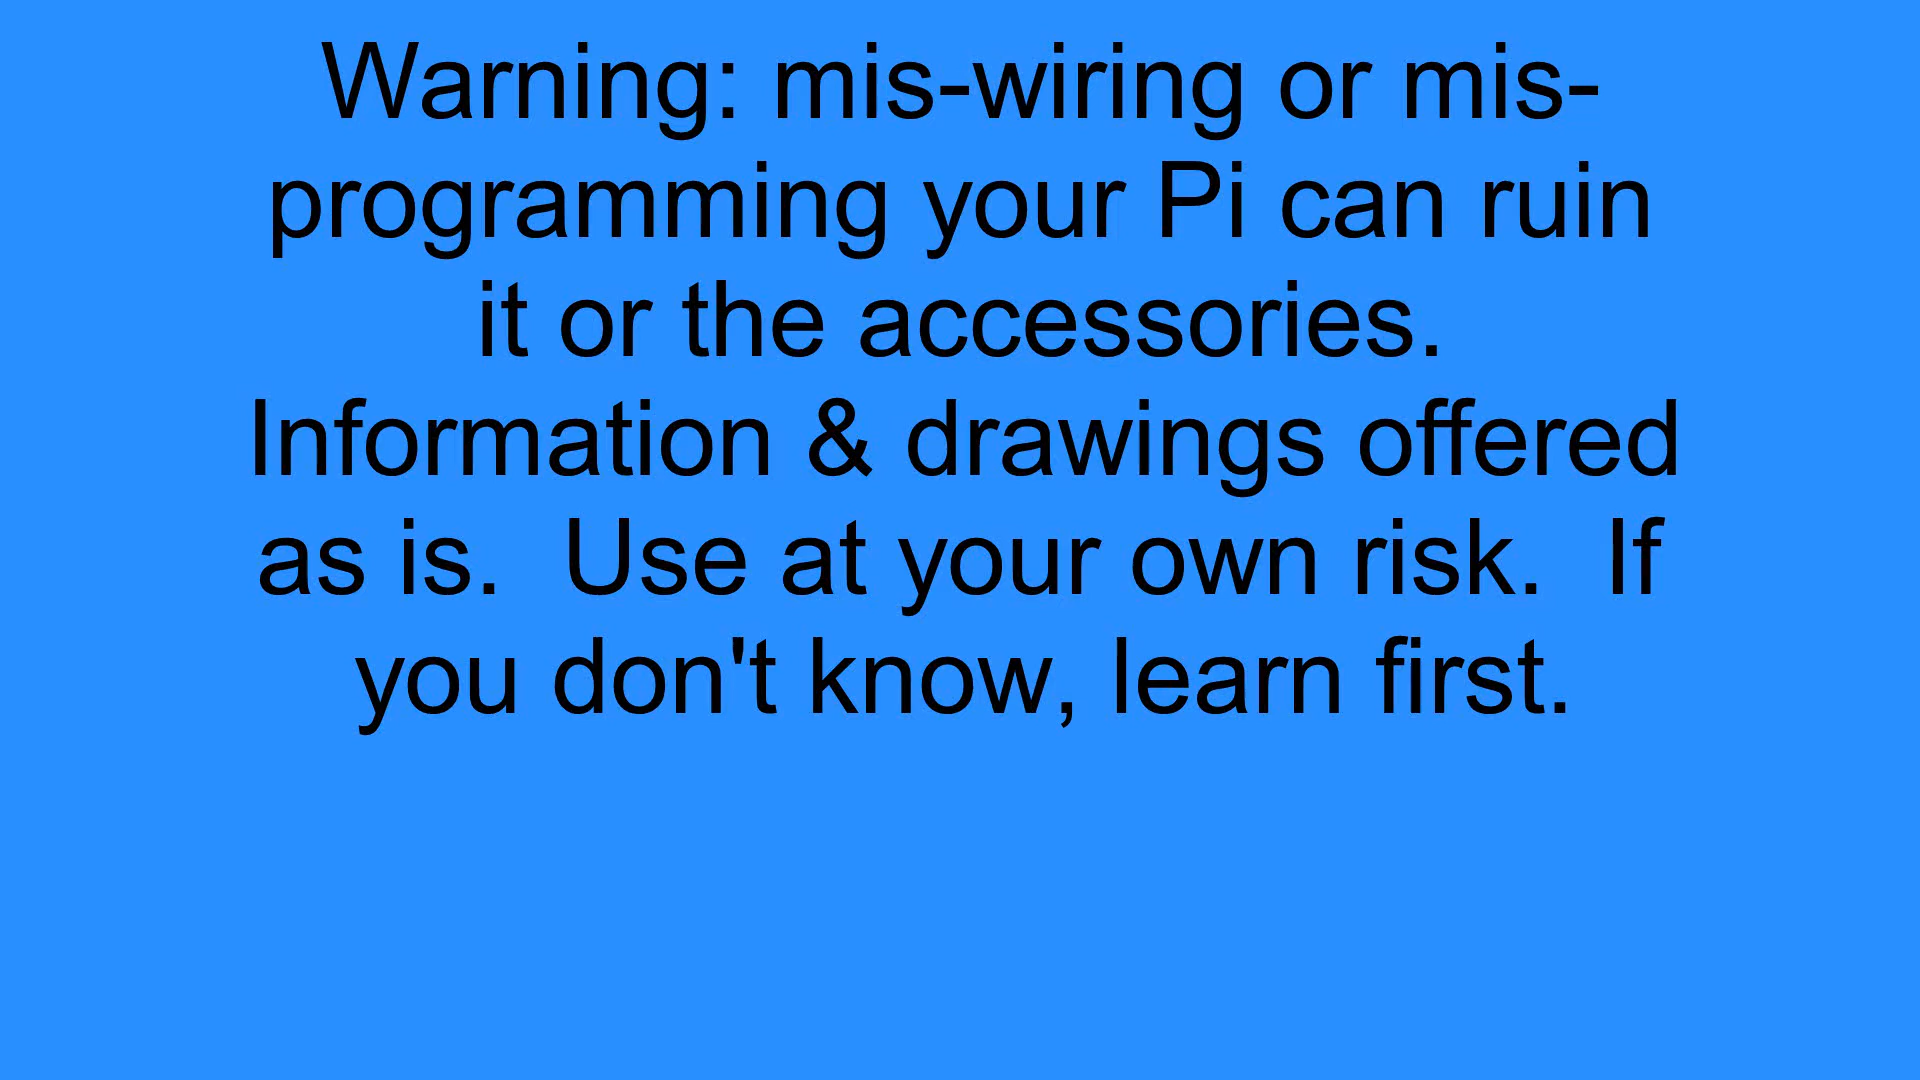 Warning: mis-wiring or mis-
programming your Pi can ruin
it or the accessories.
Information & drawings offered
as is.  Use at your own risk.  If
you don't know, learn first.